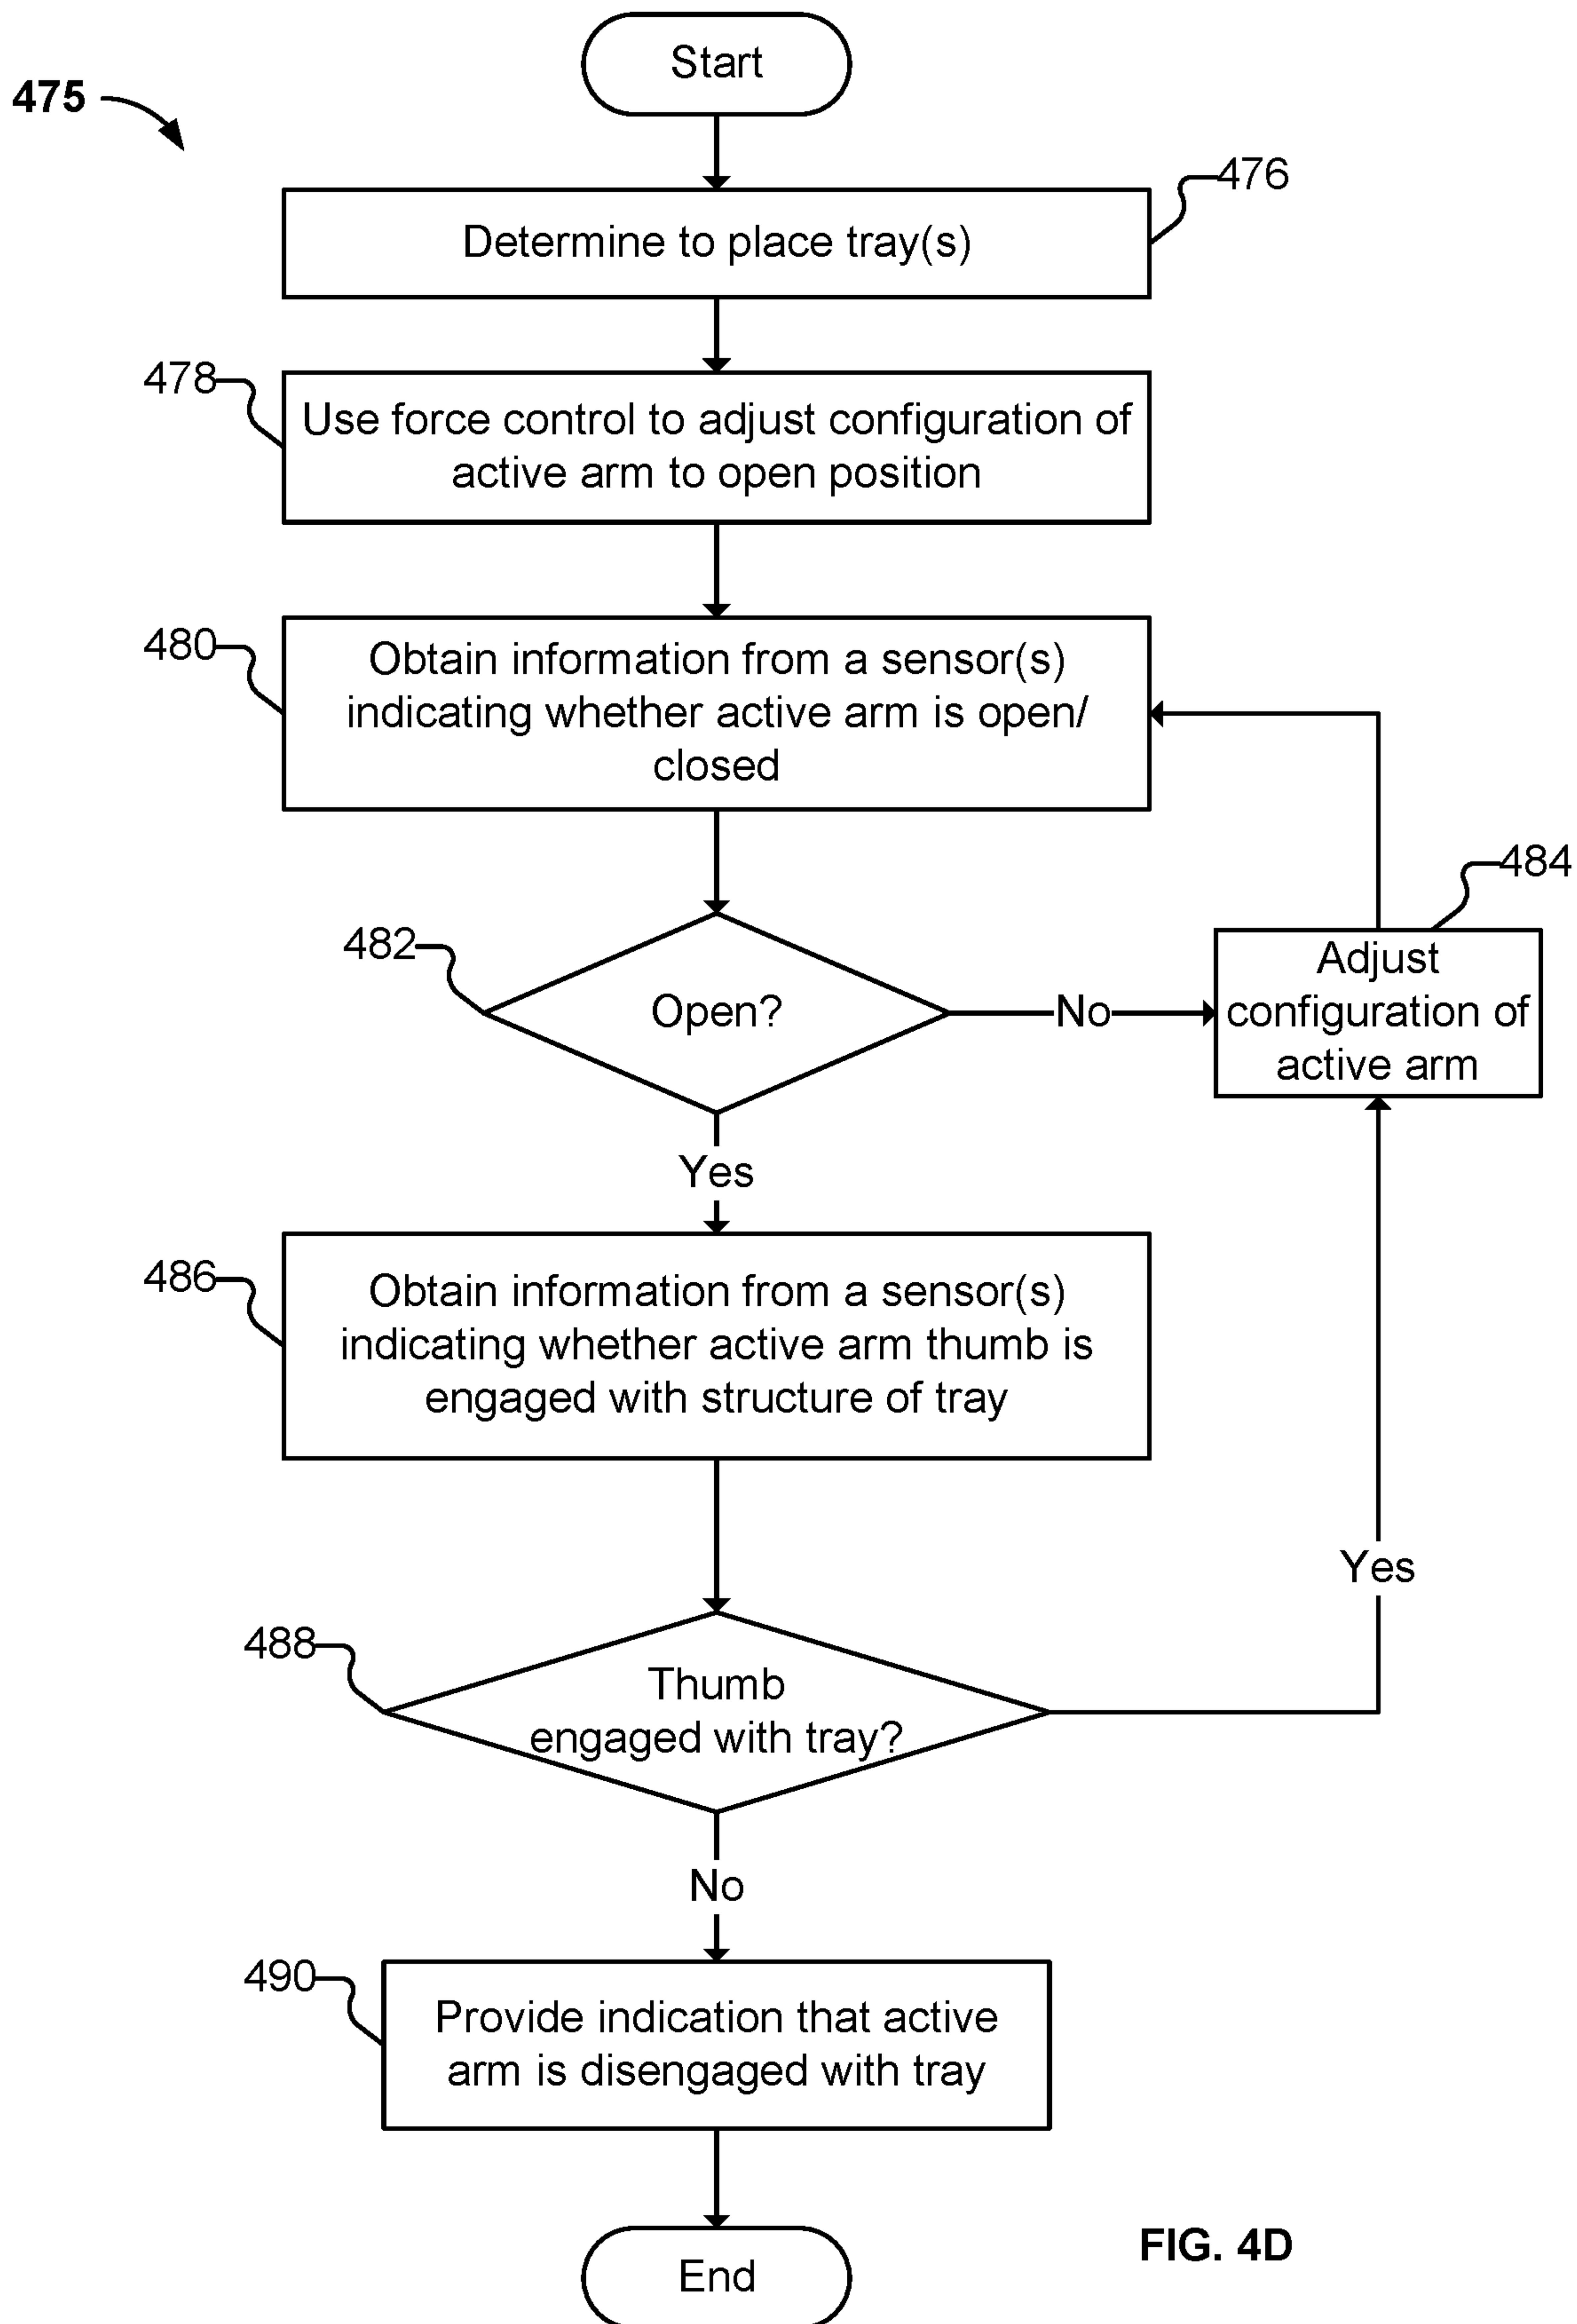 Start
475
476
Determine to place tray(s)
478
Use force control to adjust configuration of
active arm to open position
480
Obtain information from a sensor(s)
indicating whether active arm is open/
closed
484
482
Open?
No
Adjust
configuration of
active arm
Yes
486
Obtain information from a sensor(s)
indicating whether active arm thumb is
engaged with structure of tray
Yes
488
Thumb
engaged with tray?
No
490
Provide indication that active
arm is disengaged with tray
End
FIG. 4D